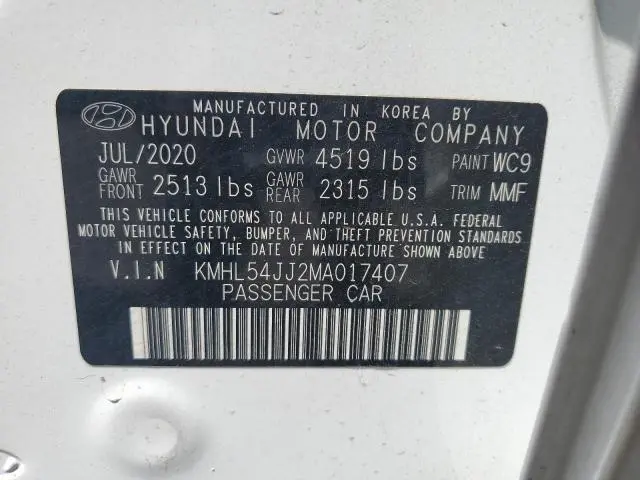 MANUFACTURED IN KOREA BY
HYUNDAI MOTOR COMPANY
JUL/2020 GVWR 4519 lbs PAINT WC9
GAWR FRONT 2513 lbs GAWR REAR 2315 lbs TRIM MMF
THIS VEHICLE CONFORMS TO ALL APPLICABLE U.S.A. FEDERAL
MOTOR VEHICLE SAFETY, BUMPER, AND THEFT PREVENTION STANDARDS
IN EFFECT ON THE DATE OF MANUFACTURE SHOWN ABOVE
V.I.N KMHL54JJ2MA017407
PASSENGER CAR